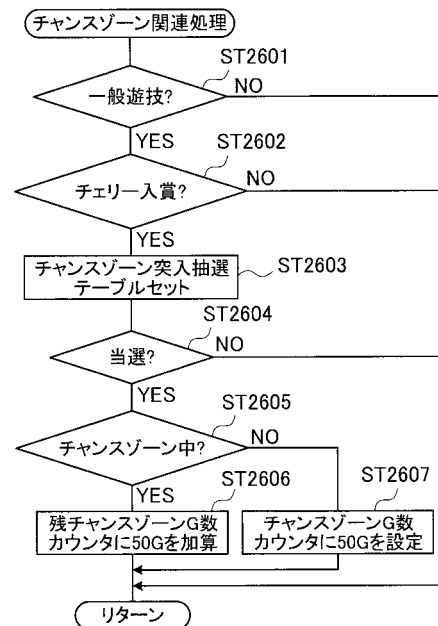 チャンスゾーン関連処理
ST2601
一般遊技?
NO
YES
ST2602
チェリー入賞?
NO
YES
チャンスゾーン突入抽選
テーブルセット
ST2603
ST2604
当選?
NO
YES
ST2605
チャンスゾーン中?
NO
YES
ST2606
ST2607
残チャンスゾーンG数
カウンタに50Gを加算
チャンスゾーンG数
カウンタに50Gを設定
リターン